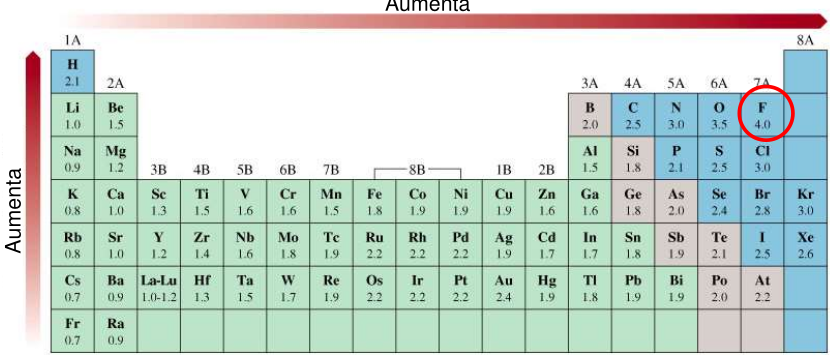 Aumenta
Aumenta
1A 8A
H
2.1
2A 3A 4A 5A 6A 7A
Li Be B C N O F
1.0 1.5 2.0 2.5 3.0 3.5 4.0
Na Mg Al Si P S Cl
0.9 1.2 1.5 1.8 2.1 2.5 3.0
3B 4B 5B 6B 7B 8B 1B 2B
K Ca Sc Ti V Cr Mn Fe Co Ni Cu Zn Ga Ge As Se Br Kr
0.8 1.0 1.3 1.5 1.6 1.6 1.5 1.8 1.9 1.9 1.9 1.6 1.6 1.8 2.0 2.4 2.8 3.0
Rb Sr Y Zr Nb Mo Tc Ru Rh Pd Ag Cd In Sn Sb Te I Xe
0.8 1.0 1.2 1.4 1.6 1.8 1.9 2.2 2.2 2.2 1.9 1.7 1.7 1.8 1.9 2.1 2.5 2.6
Cs Ba La-Lu Hf Ta W Re Os Ir Pt Au Hg Tl Pb Bi Po At
0.7 0.9 1.0-1.2 1.3 1.5 1.7 1.9 2.2 2.2 2.2 2.4 1.9 1.8 1.9 1.9 2.0 2.2
Fr Ra
0.7 0.9